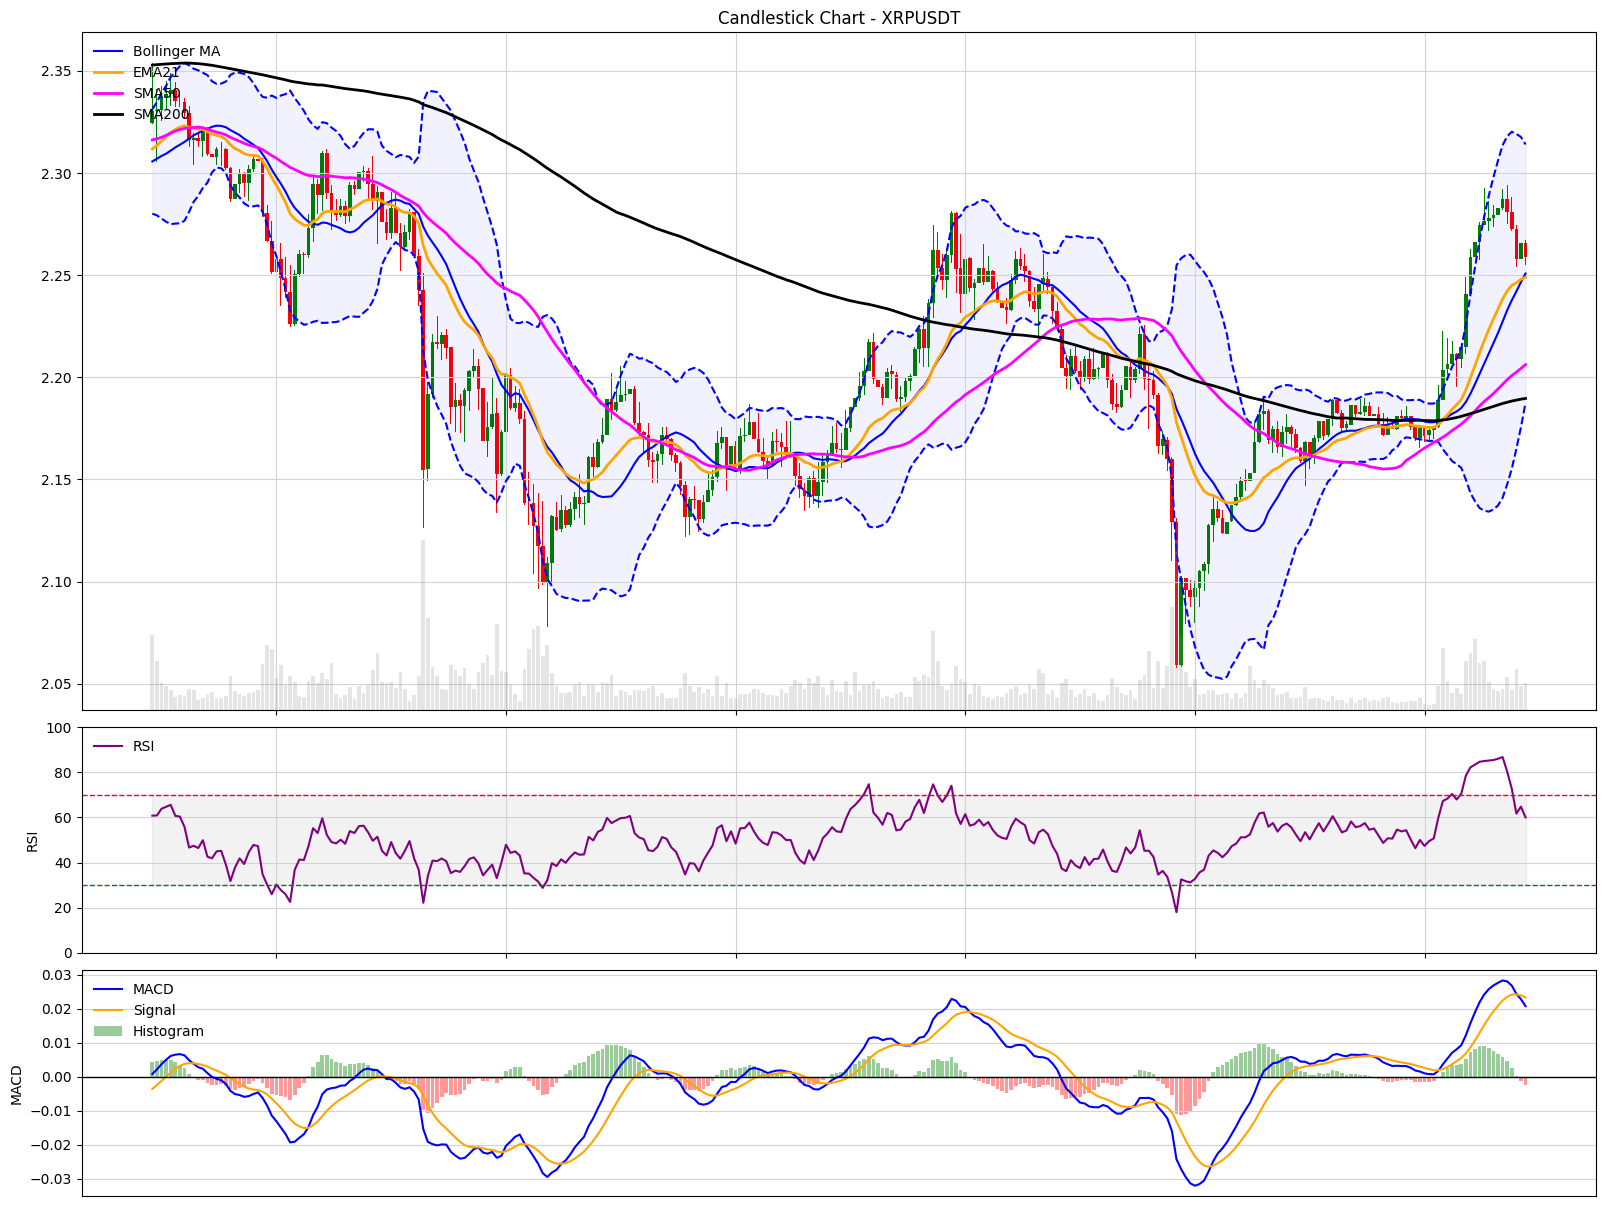 Candlestick Chart - XRPUSDT
Bollinger MA
EMA21
SMA50
SMA200
2.35
2.30
2.25
2.20
2.15
2.10
2.05
RSI
100
80
60
40
20
0
RSI
MACD
Signal
Histogram
0.03
0.02
0.01
0.00
−0.01
−0.02
−0.03
MACD